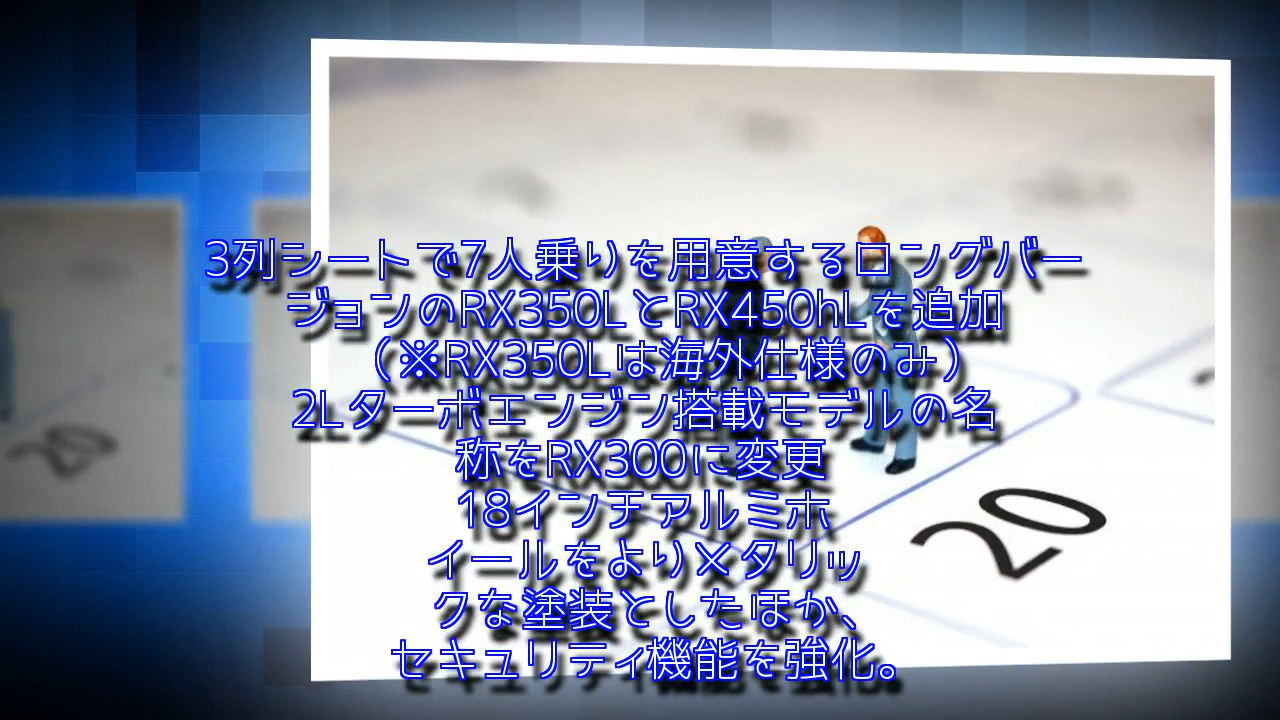 3列シートで7人乗りを用意するロングバー
ジョンのRX350LとRX450hLを追加
（※RX350Lは海外仕様のみ）
2Lターボエンジン搭載モデルの名
称をRX300に変更
18インチアルミホ
イールをよりメタリッ
クな塗装としたほか、
セキュリティ機能を強化。
20
20